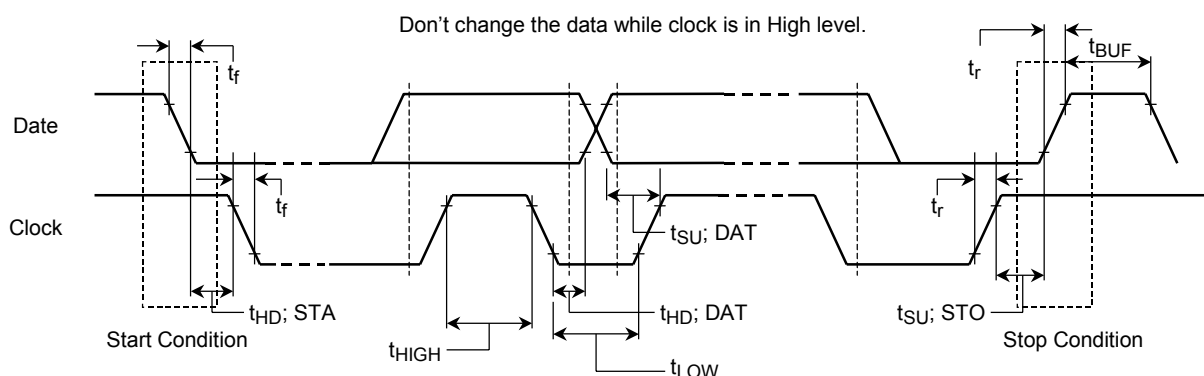 Don't change the data while clock is in High level.
tf
tr
tBUF
Date
Clock
tf
tSU; DAT
tr
tHD; STA
tHD; DAT
tSU; STO
Start Condition
tHIGH
tLOW
Stop Condition